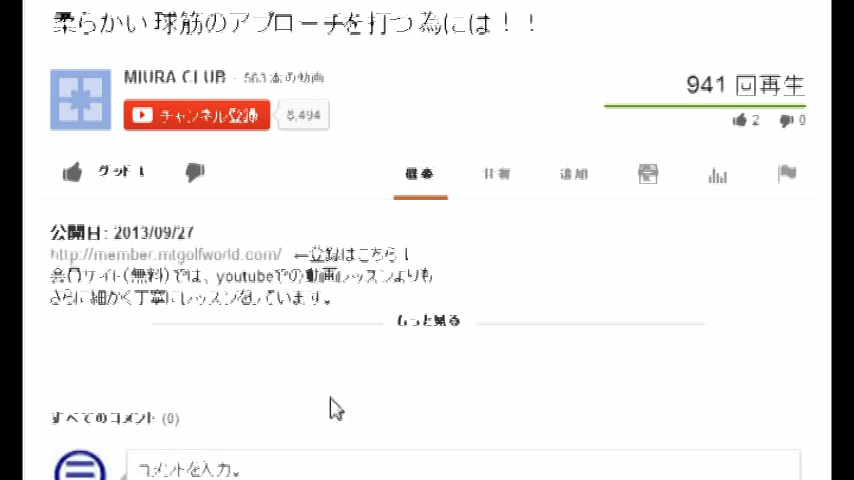 柔らかい球筋のアプローチを打つ為には！！
MIURA CLUB · 563 本の動画
チャンネル登録 8,494
941 回再生
2 0
グッド！
概要 共有 追加
公開日: 2013/09/27
http://member.mtgolfworld.com/ ←登録はこちら！
会員サイト(無料)では、youtubeでの動画レッスンよりも
さらに細かく丁寧にレッスンをしています。
もっと見る
すべてのコメント (0)
コメントを入力。